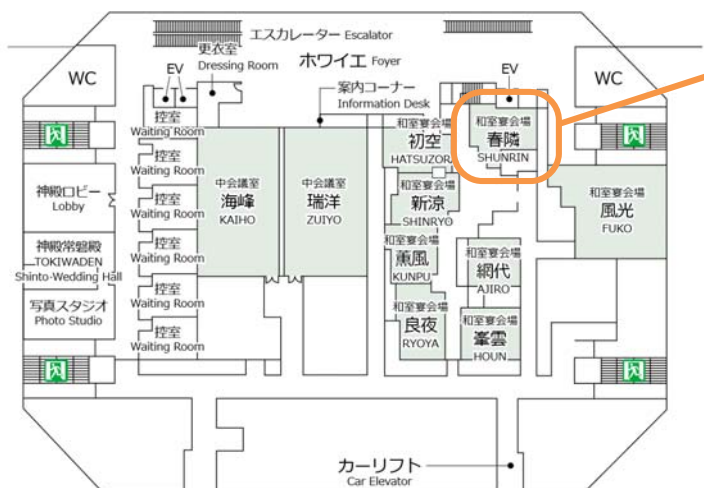 エスカレーター Escalator
更衣室
Dressing Room
ホワイエ Foyer
WC
EV
案内コーナー
Information Desk
EV
WC
控室
Waiting Room
控室
Waiting Room
控室
Waiting Room
控室
Waiting Room
控室
Waiting Room
控室
Waiting Room
神殿ロビー
Lobby
神殿常磐殿
TOKIWADEN
Shinto-Wedding Hall
写真スタジオ
Photo Studio
中会議室
海峰
KAIHO
中会議室
瑞洋
ZUIYO
和室宴会場
初空
HATSUZORA
和室宴会場
春隣
SHUNRIN
和室宴会場
新涼
SHINRYO
和室宴会場
風光
FUKO
和室宴会場
薫風
KUNPU
和室宴会場
網代
AJIRO
和室宴会場
良夜
RYOYA
和室宴会場
峯雲
HOUN
カーリフト
Car Elevator